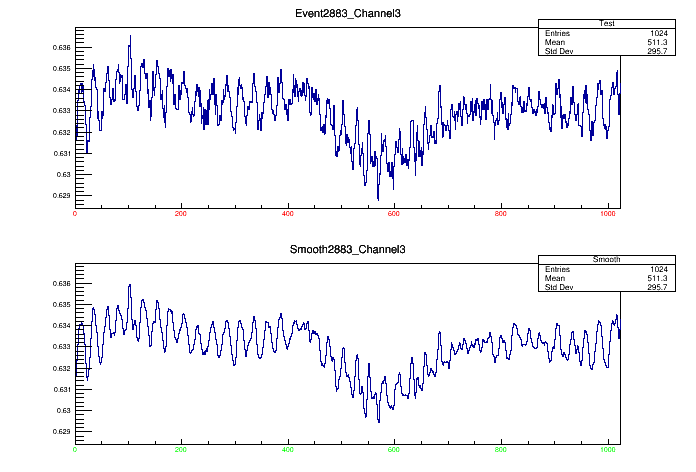 Event2883_Channel3
Test
Entries 1024
Mean 511.3
Std Dev 295.7
0.636
0.635
0.634
0.633
0.632
0.631
0.63
0.629
0 200 400 600 800 1000
Smooth2883_Channel3
Smooth
Entries 1024
Mean 511.3
Std Dev 295.7
0.636
0.635
0.634
0.633
0.632
0.631
0.63
0.629
0 200 400 600 800 1000